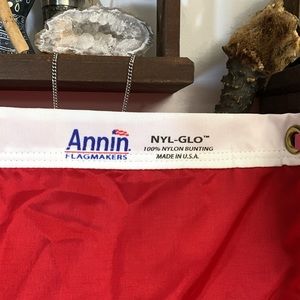 Annin
FLAGMAKERS
NYL-GLO™
100% NYLON BUNTING
MADE IN U.S.A.